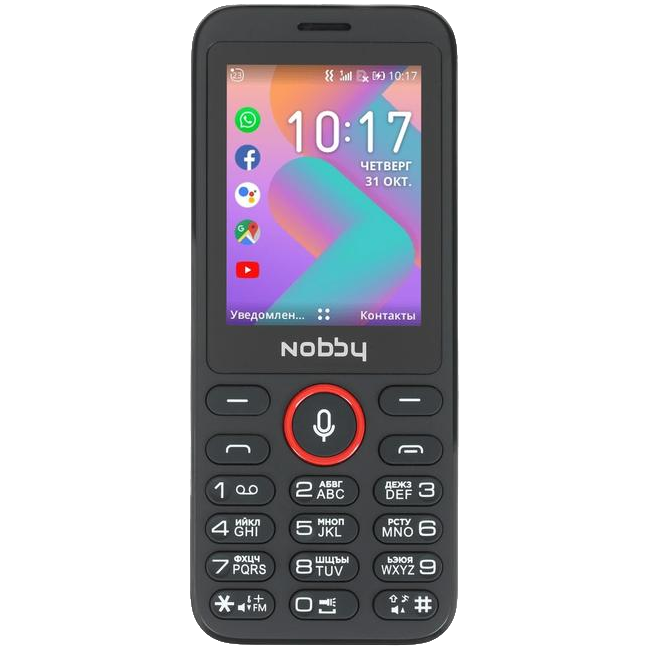 23 10:17
10:17
ЧЕТВЕРГ
31 ОКТ.
Уведомлен... Контакты
Nobby
1
2 АБВГ ABC
ДЕЖЗ DEF 3
4 ИЙКЛ GHI
5 МНОП JKL
РСТУ MNO 6
7 ФХЦЧ PQRS
8 ШЩЪЫ TUV
ЬЭЮЯ WXYZ 9
* + FM
0
#